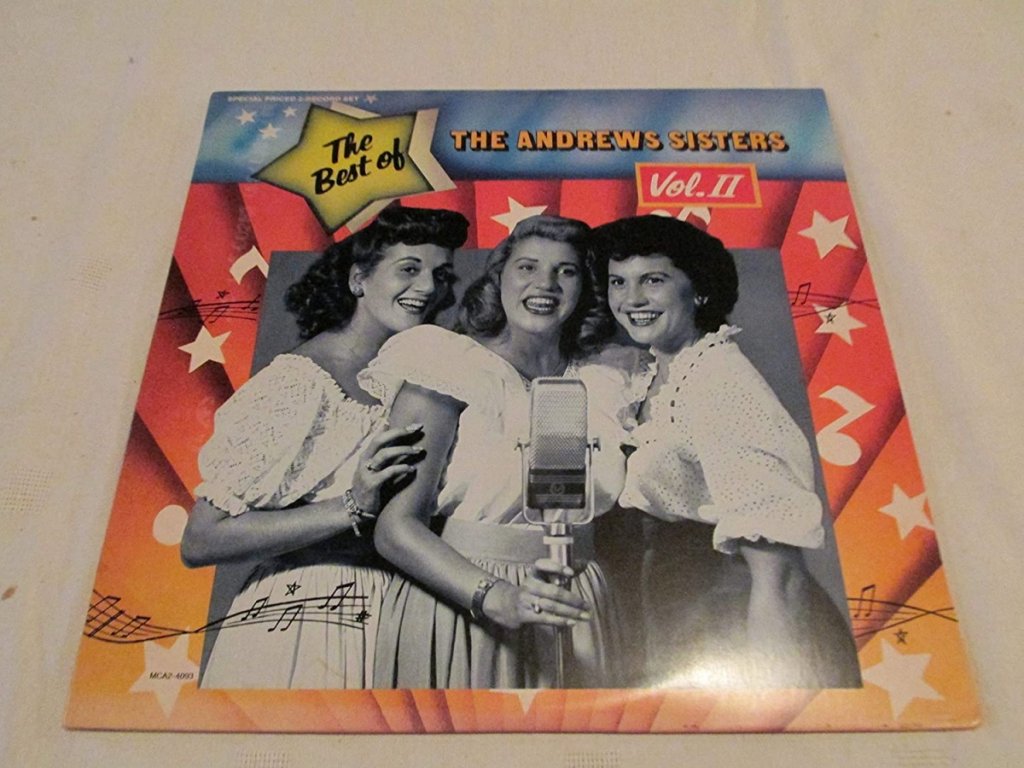 SPECIAL PRICED 2-RECORD SET
The
Best of
THE ANDREWS SISTERS
Vol. II
MCA2-4093